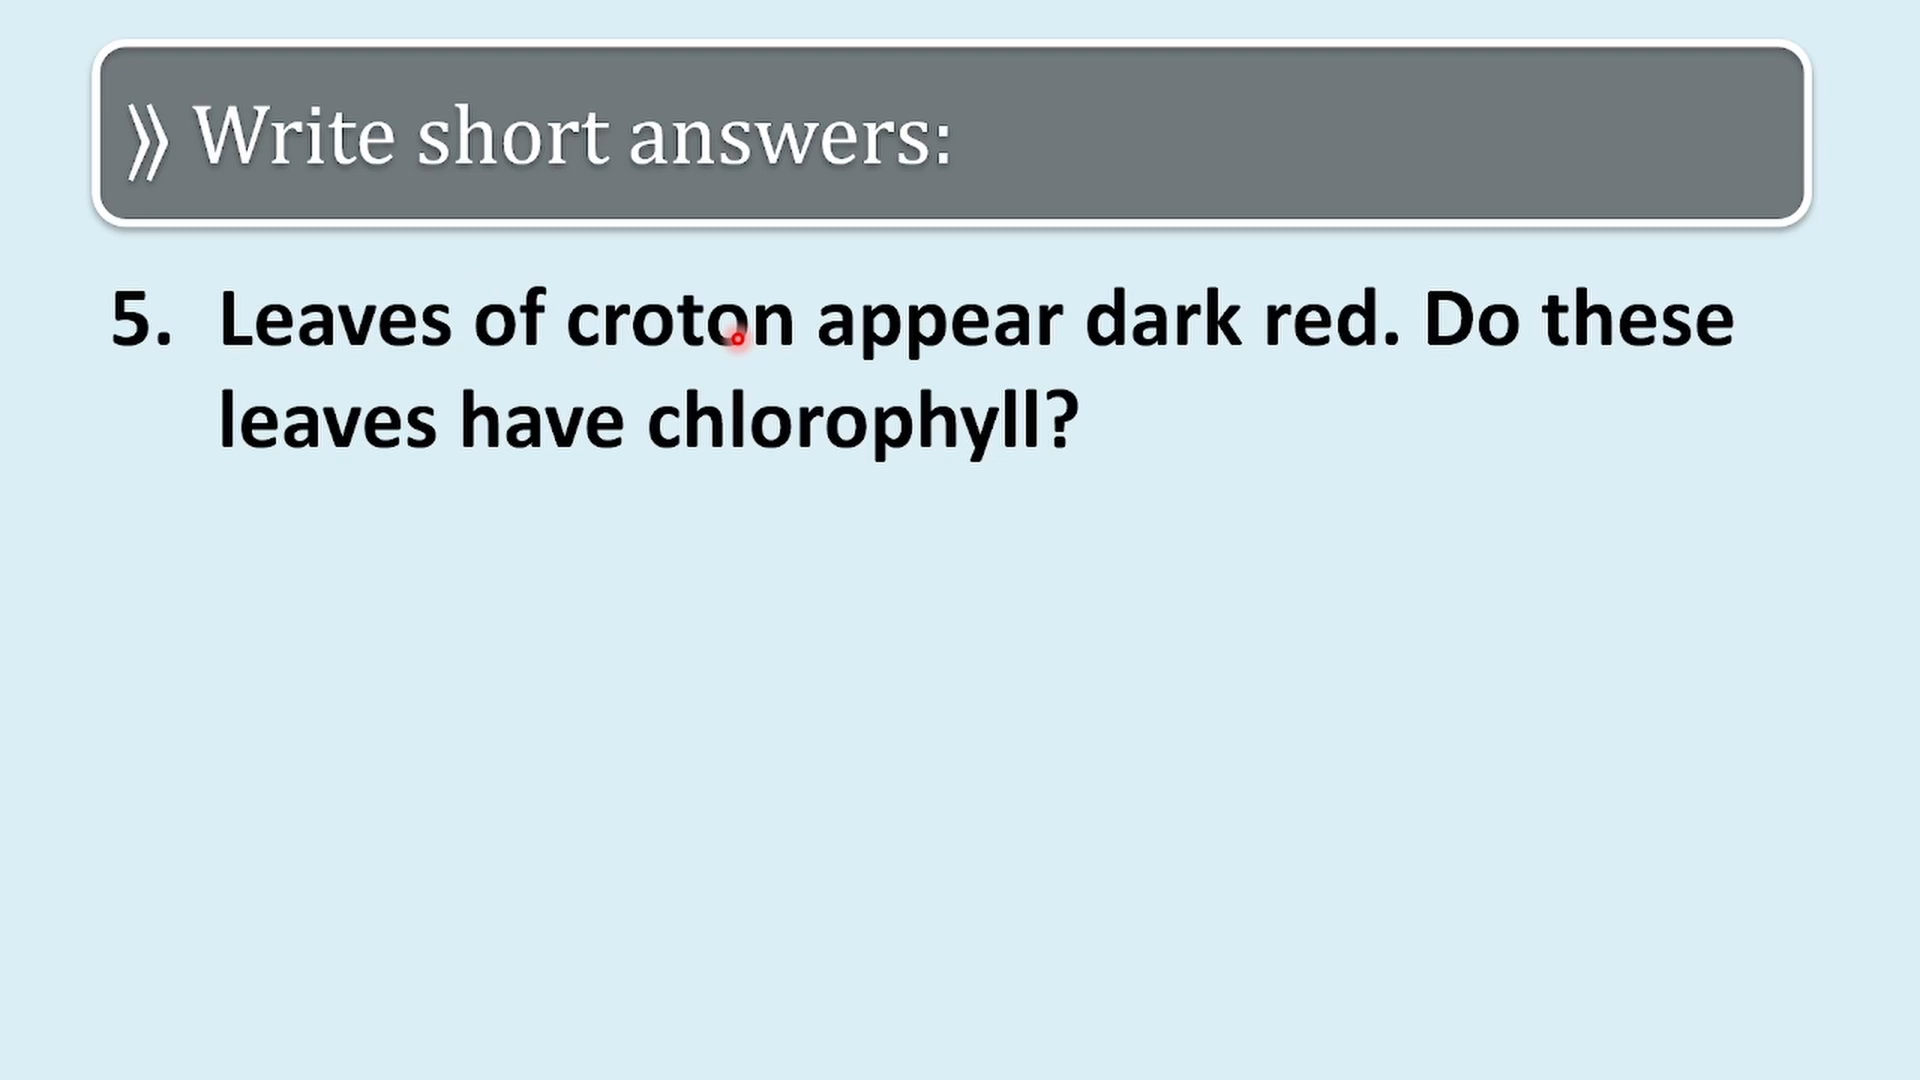 ⟫ Write short answers:
5. Leaves of croton appear dark red. Do these
leaves have chlorophyll?